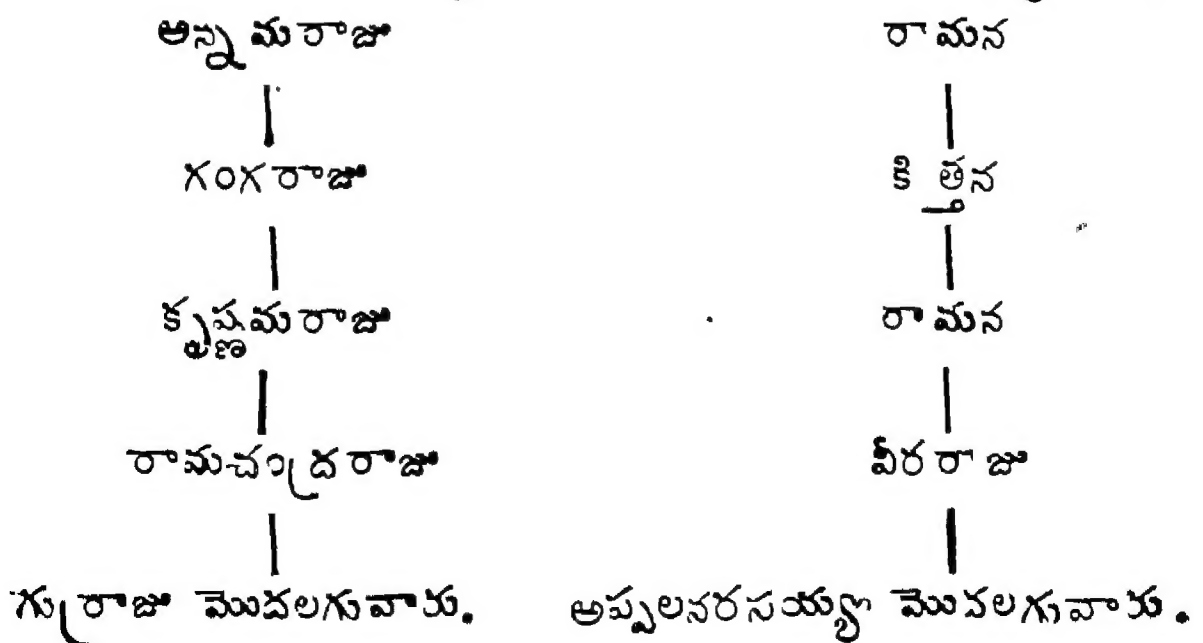 అన్నమరాజు రామన
గంగరాజు కిత్తన
కృష్ణమరాజు రామన
రామచంద్రరాజు వీరరాజు
గుర్రాజు మొదలగువారు. అప్పలనరసయ్య మొదలగువారు.